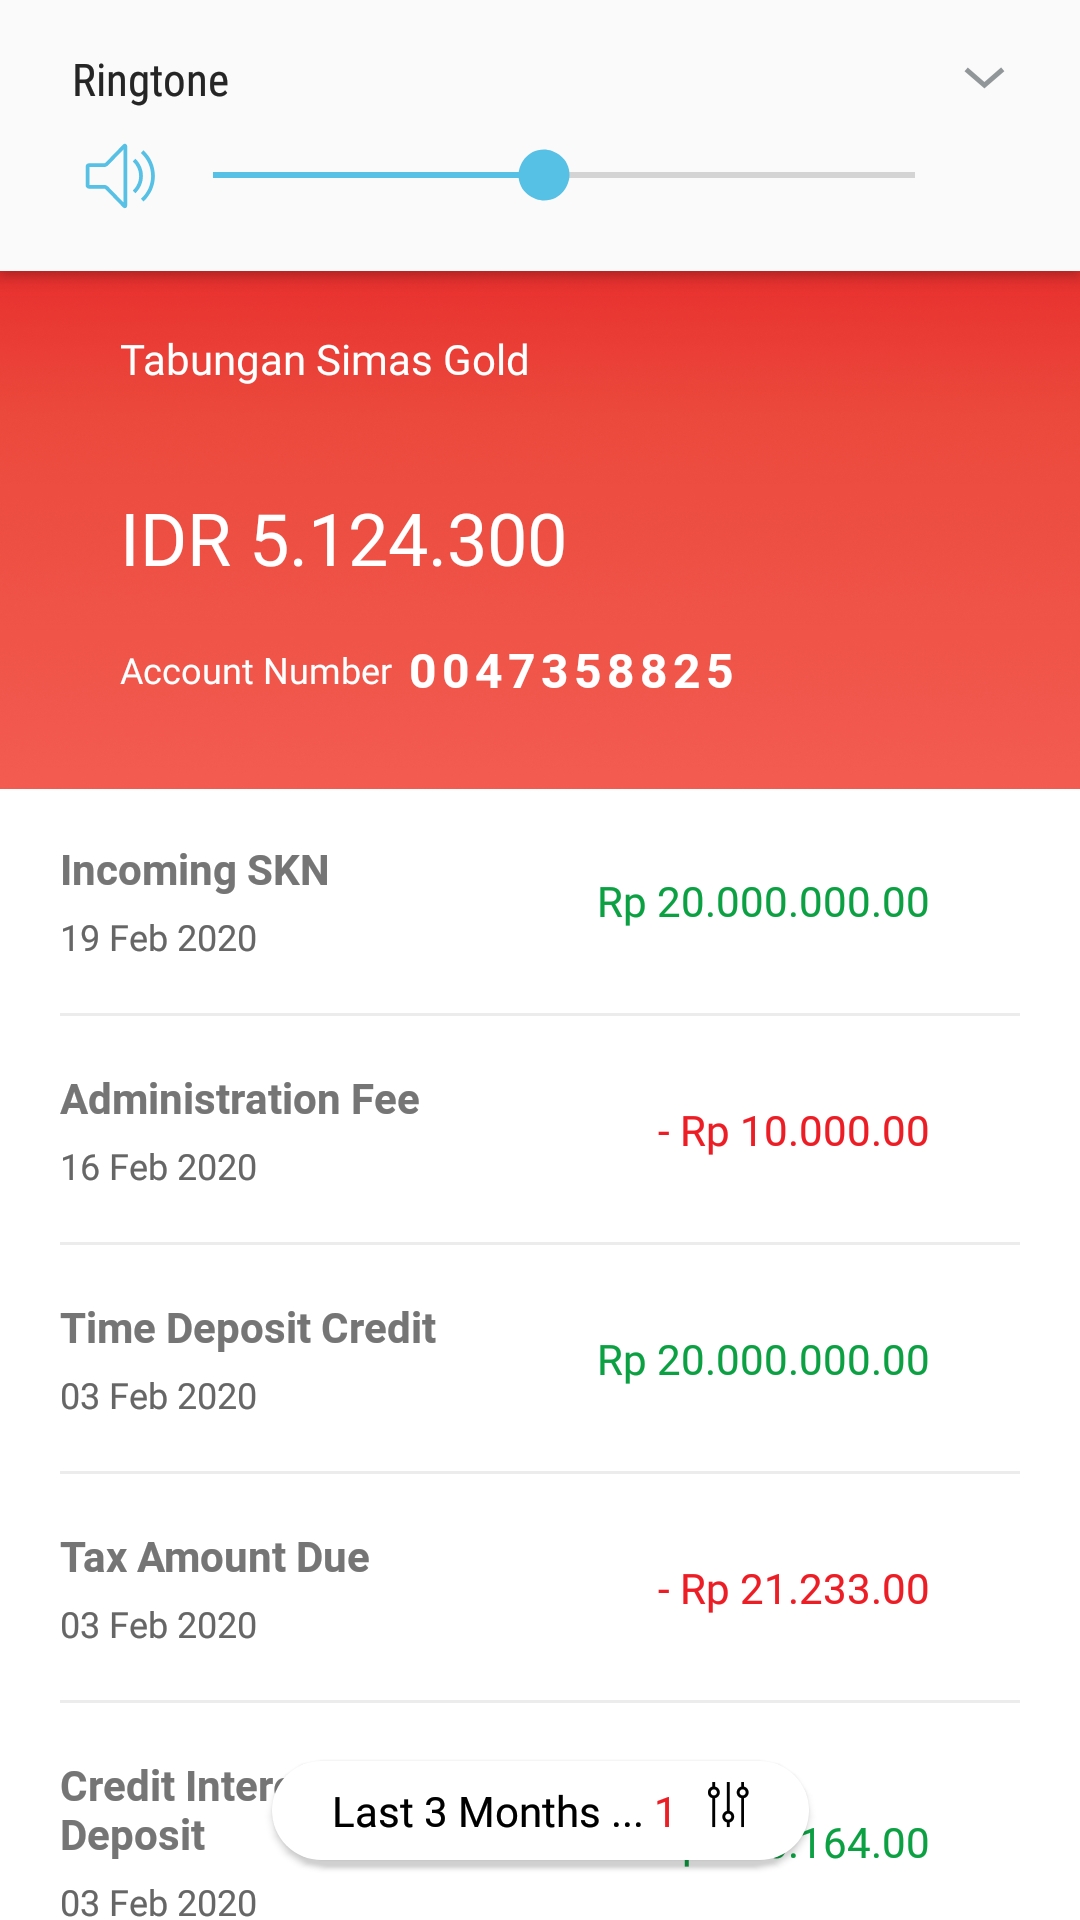 Ringtone
Tabungan Simas Gold
IDR 5.124.300
Account Number 0047358825
Incoming SKN
Rp 20.000.000.00
19 Feb 2020
Administration Fee
- Rp 10.000.00
16 Feb 2020
Time Deposit Credit
Rp 20.000.000.00
03 Feb 2020
Tax Amount Due
- Rp 21.233.00
03 Feb 2020
Credit
Deposit
Last 3 Months ... 1
.164.00
03 Feb 2020